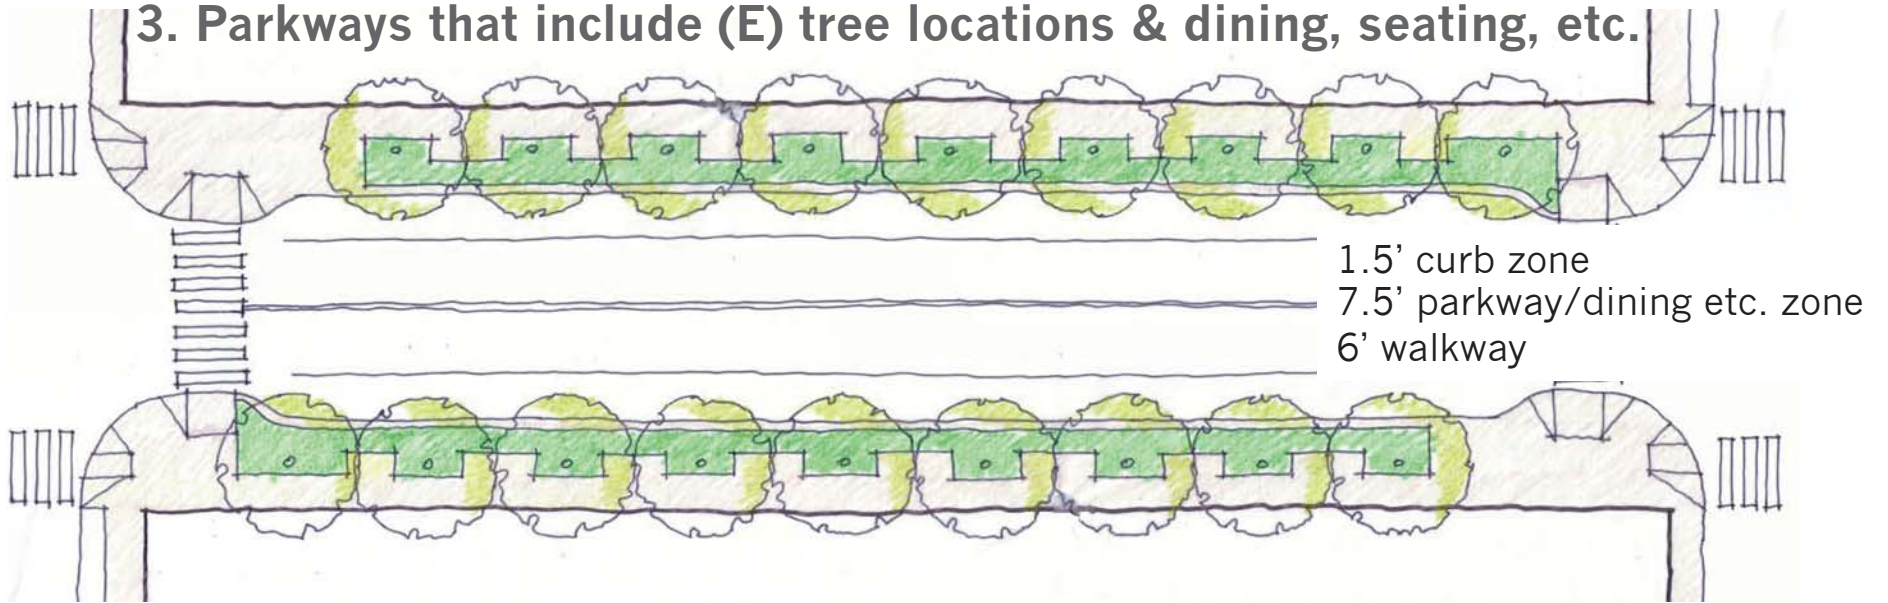 3. Parkways that include (E) tree locations & dining, seating, etc.
1.5’ curb zone
7.5’ parkway/dining etc. zone
6’ walkway